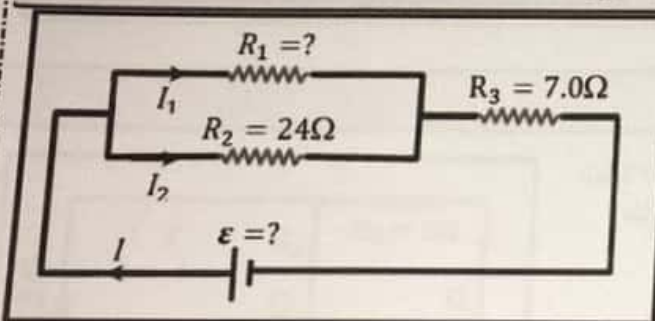 R₁ =?
I₁
R₃ = 7.0Ω
R₂ = 24Ω
I₂
I
ε =?